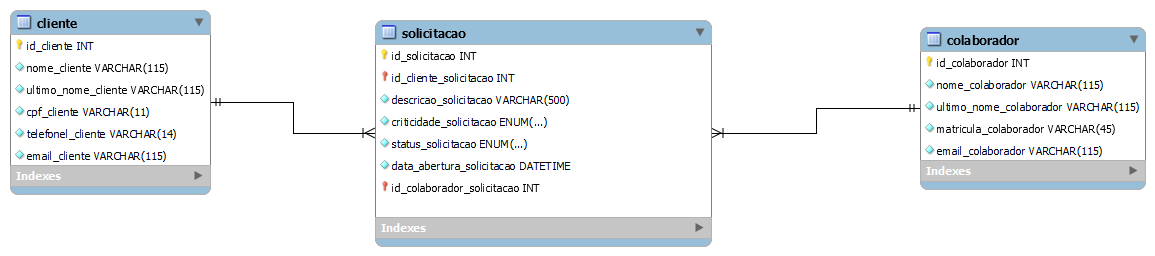 cliente
id_cliente INT
nome_cliente VARCHAR(115)
ultimo_nome_cliente VARCHAR(115)
cpf_cliente VARCHAR(11)
telefonel_cliente VARCHAR(14)
email_cliente VARCHAR(115)
Indexes
solicitacao
id_solicitacao INT
id_cliente_solicitacao INT
descricao_solicitacao VARCHAR(500)
criticidade_solicitacao ENUM(...)
status_solicitacao ENUM(...)
data_abertura_solicitacao DATETIME
id_colaborador_solicitacao INT
Indexes
colaborador
id_colaborador INT
nome_colaborador VARCHAR(115)
ultimo_nome_colaborador VARCHAR(115)
matricula_colaborador VARCHAR(45)
email_colaborador VARCHAR(115)
Indexes